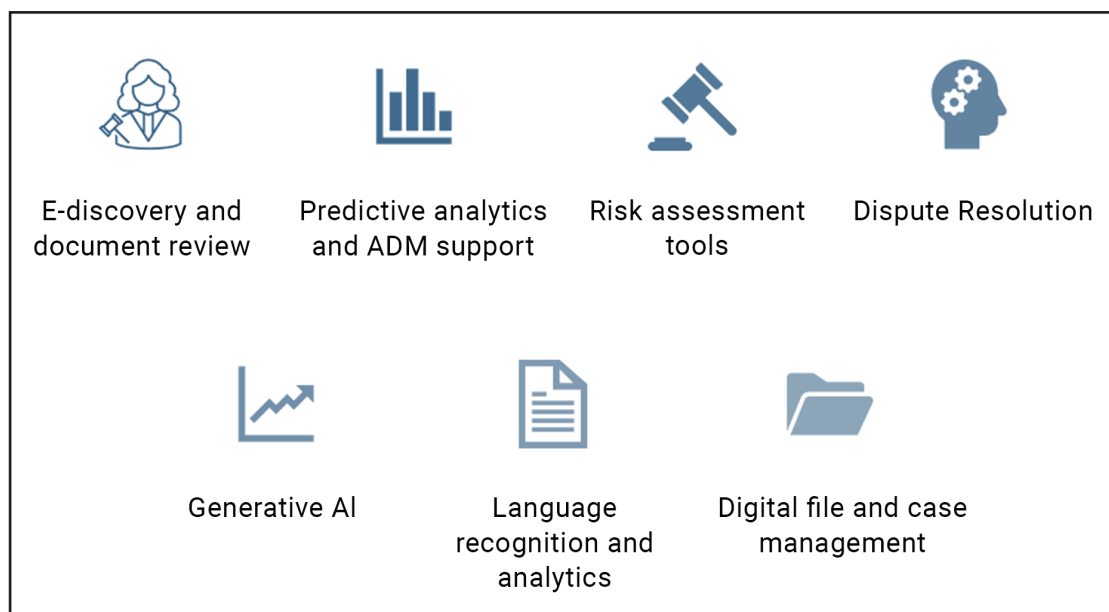 E-discovery and
document review
Predictive analytics
and ADM support
Risk assessment
tools
Dispute Resolution
Generative Al
Language
recognition and
analytics
Digital file and case
management